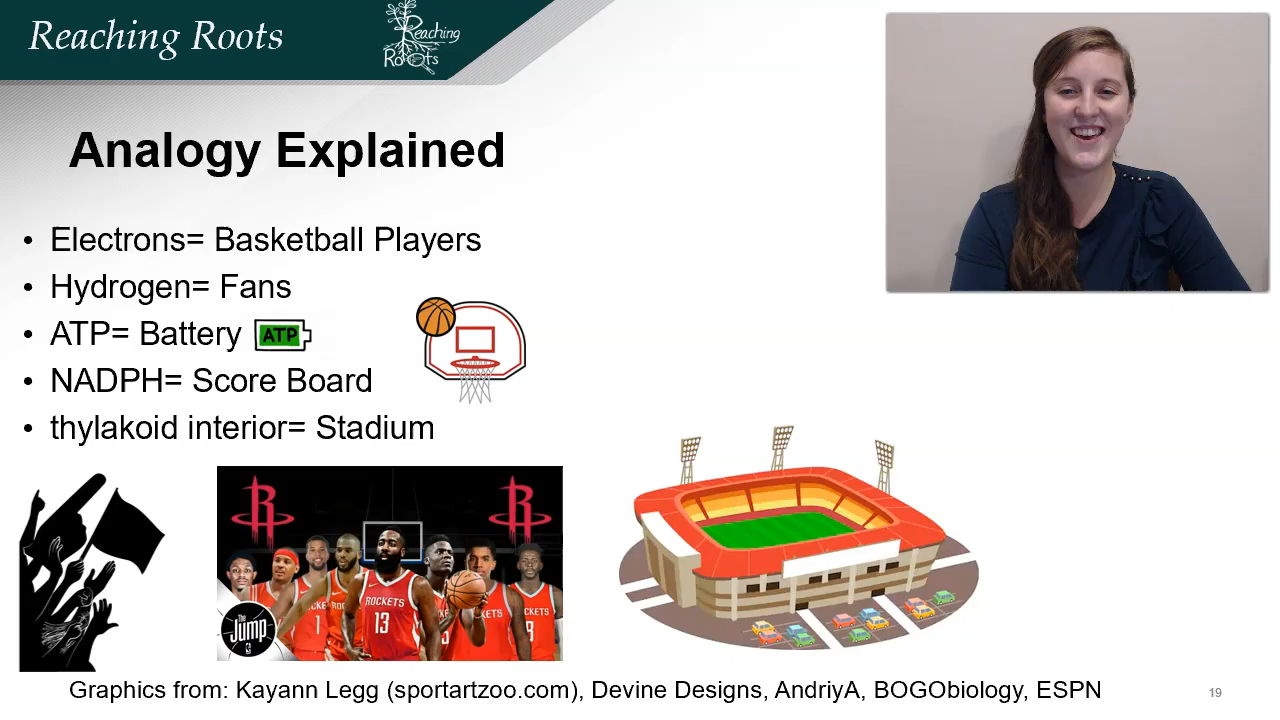 Reaching Roots
Reaching
Roots
Analogy Explained
• Electrons= Basketball Players
• Hydrogen= Fans
• ATP= Battery
ATP
• NADPH= Score Board
• thylakoid interior= Stadium
ROCKETS
13
1
The
Jump
Graphics from: Kayann Legg (sportartzoo.com), Devine Designs, AndriyA, BOGObiology, ESPN
19